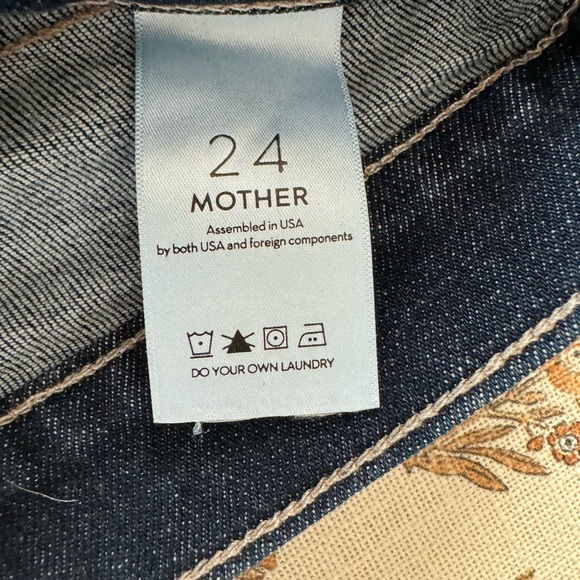 24
MOTHER
Assembled in USA
by both USA and foreign components
DO YOUR OWN LAUNDRY